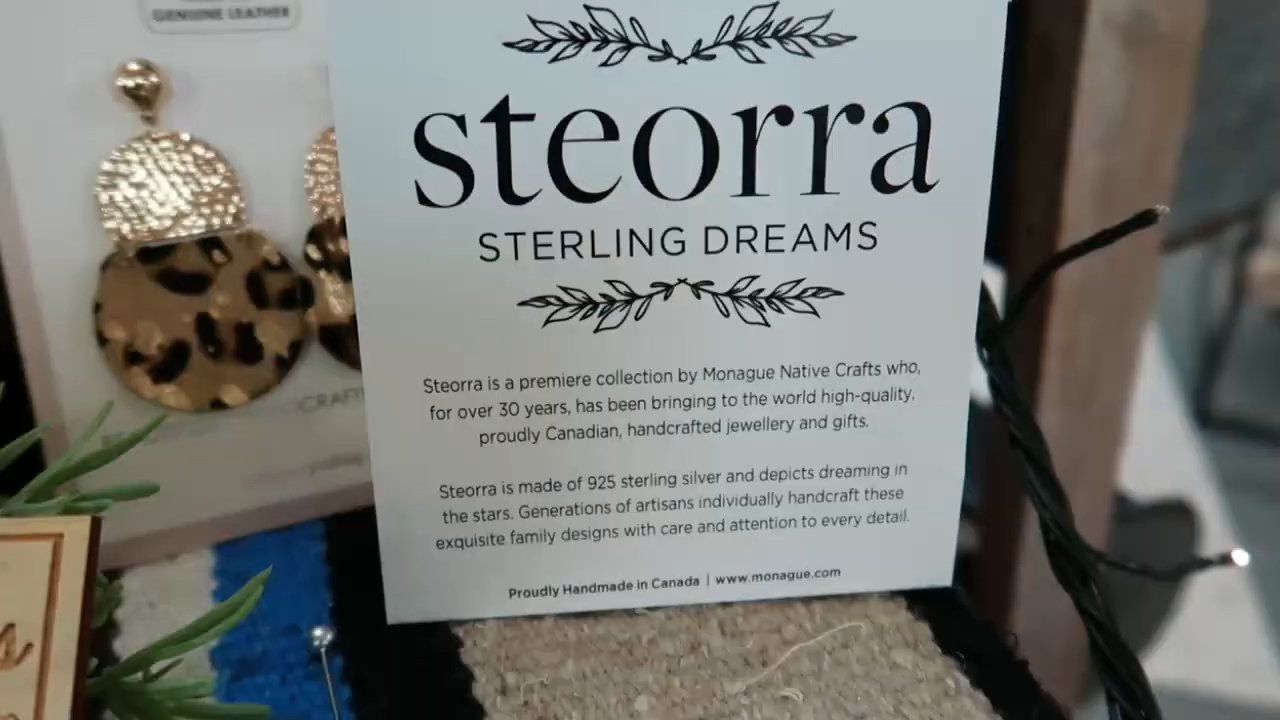 GENUINE LEATHER
steorra
STERLING DREAMS
Steorra is a premiere collection by Monague Native Crafts who,
for over 30 years, has been bringing to the world high-quality,
proudly Canadian, handcrafted jewellery and gifts.
Steorra is made of 925 sterling silver and depicts dreaming in
the stars. Generations of artisans individually handcraft these
exquisite family designs with care and attention to every detail.
Proudly Handmade in Canada | www.monague.com